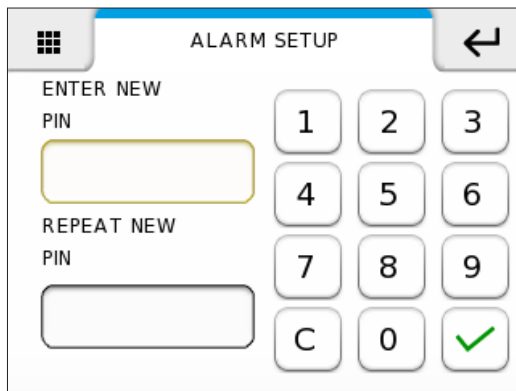 ALARM SETUP
ENTER NEW
PIN
1 2 3
4 5 6
REPEAT NEW
PIN
7 8 9
C 0